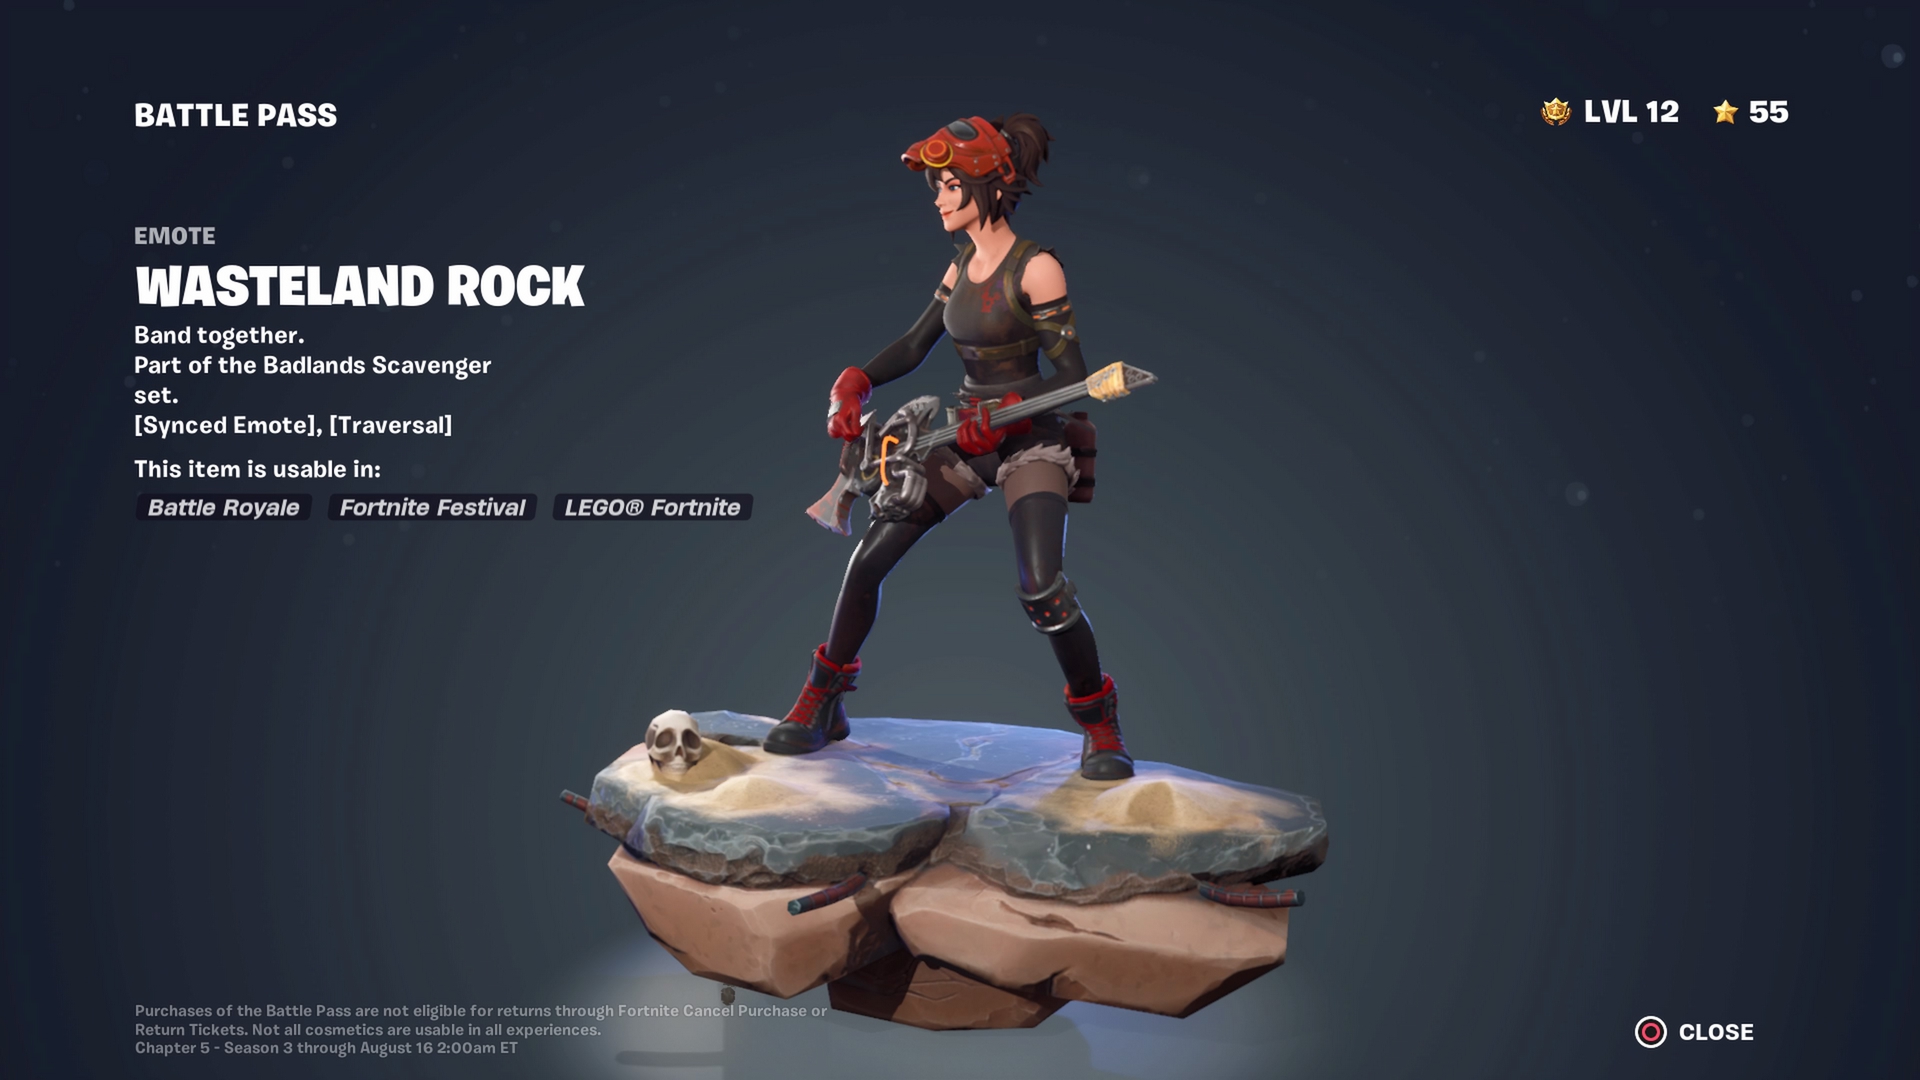 BATTLE PASS
LVL 12
55
EMOTE
WASTELAND ROCK
Band together.
Part of the Badlands Scavenger
set.
[Synced Emote], [Traversal]
This item is usable in:
Battle Royale
Fortnite Festival
LEGO® Fortnite
Purchases of the Battle Pass are not eligible for returns through Fortnite Cancel Purchase or
Return Tickets. Not all cosmetics are usable in all experiences.
Chapter 5 - Season 3 through August 16 2:00am ET
CLOSE